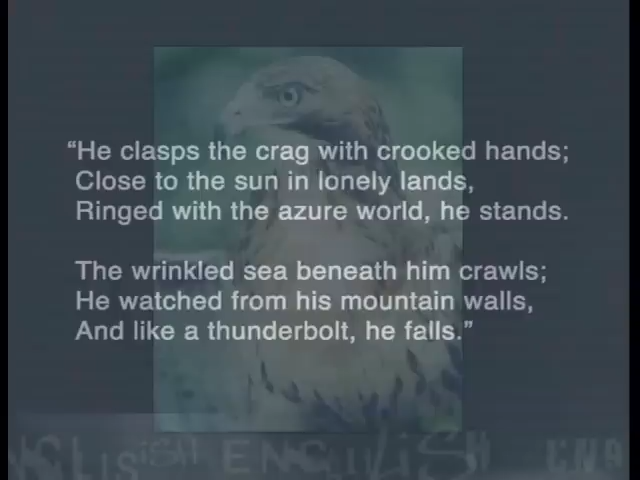 “He clasps the crag with crooked hands;
Close to the sun in lonely lands,
Ringed with the azure world, he stands.
The wrinkled sea beneath him crawls;
He watched from his mountain walls,
And like a thunderbolt, he falls.”
ENGLISH